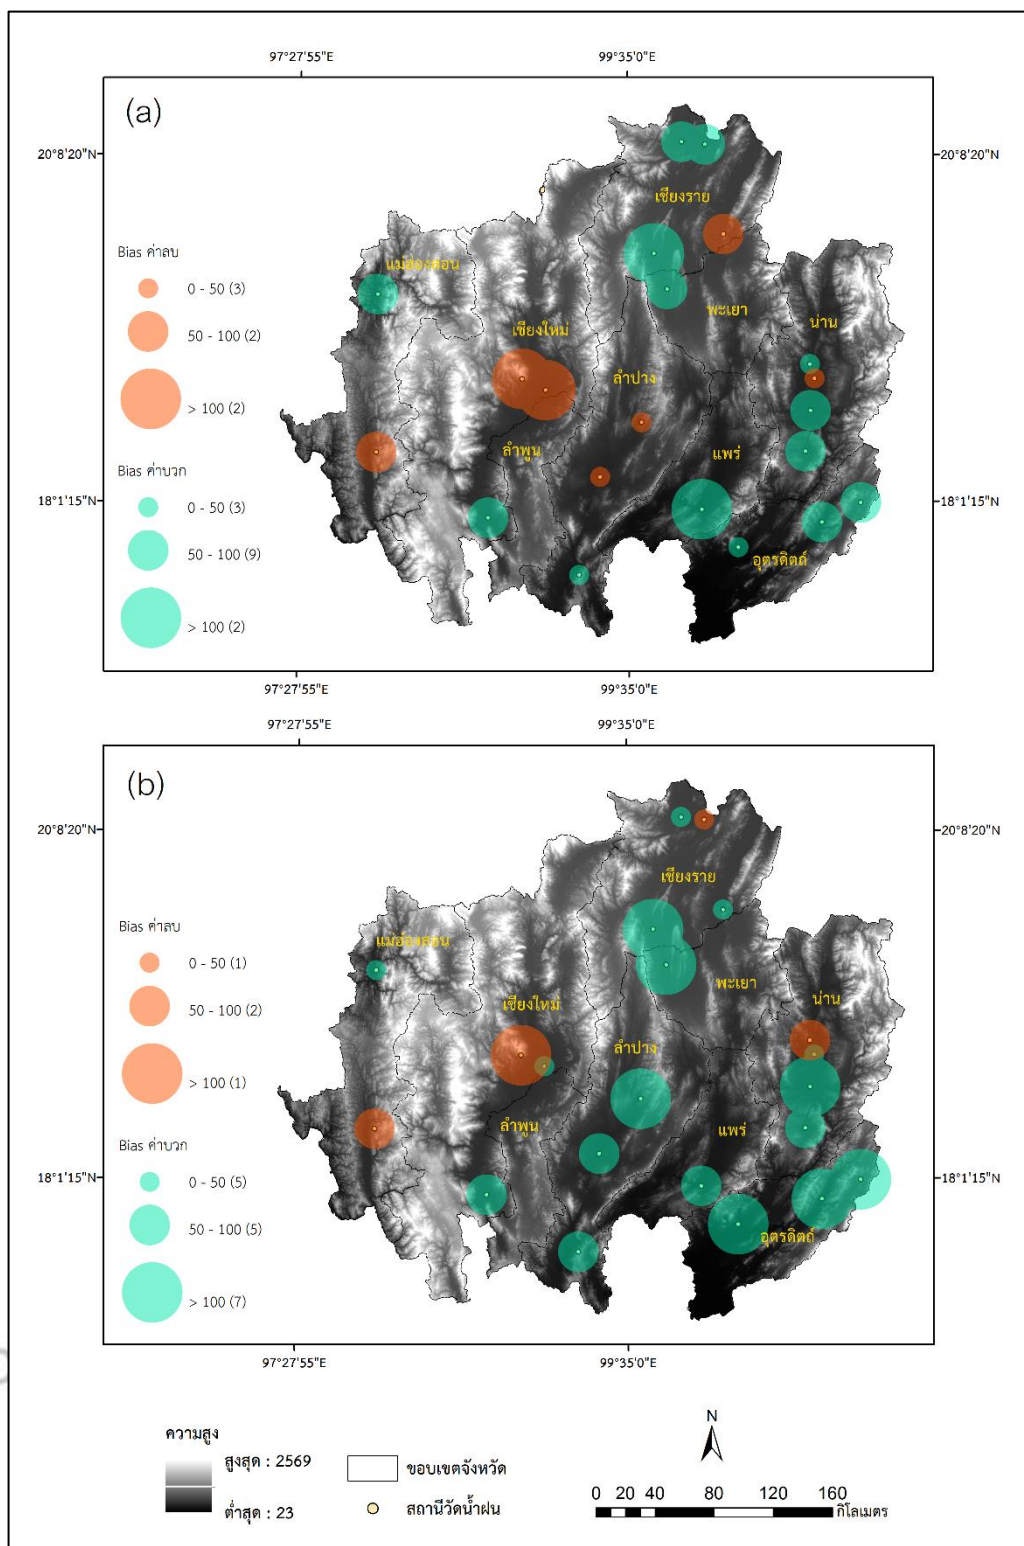 97°27'55"E
99°35'0"E
(a)
20°8'20"N
20°8'20"N
เชียงราย
Bias ค่าลบ
แม่ฮ่องสอน
0 - 50 (3)
พะเยา
น่าน
เชียงใหม่
50 - 100 (2)
ลำปาง
> 100 (2)
ลำพูน
แพร่
Bias ค่าบวก
18°1'15"N
0 - 50 (3)
18°1'15"N
50 - 100 (9)
อุตรดิตถ์
> 100 (2)
97°27'55"E
99°35'0"E
97°27'55"E
99°35'0"E
(b)
20°8'20"N
20°8'20"N
เชียงราย
Bias ค่าลบ
แม่ฮ่องสอน
0 - 50 (1)
พะเยา
น่าน
เชียงใหม่
50 - 100 (2)
ลำปาง
> 100 (1)
ลำพูน
แพร่
Bias ค่าบวก
18°1'15"N
0 - 50 (5)
18°1'15"N
50 - 100 (5)
อุตรดิตถ์
> 100 (7)
97°27'55"E
99°35'0"E
ความสูง
สูงสุด : 2569
ต่ำสุด : 23
ขอบเขตจังหวัด
สถานีวัดน้ำฝน
N
0 10 20 40 80 120 160
กิโลเมตร